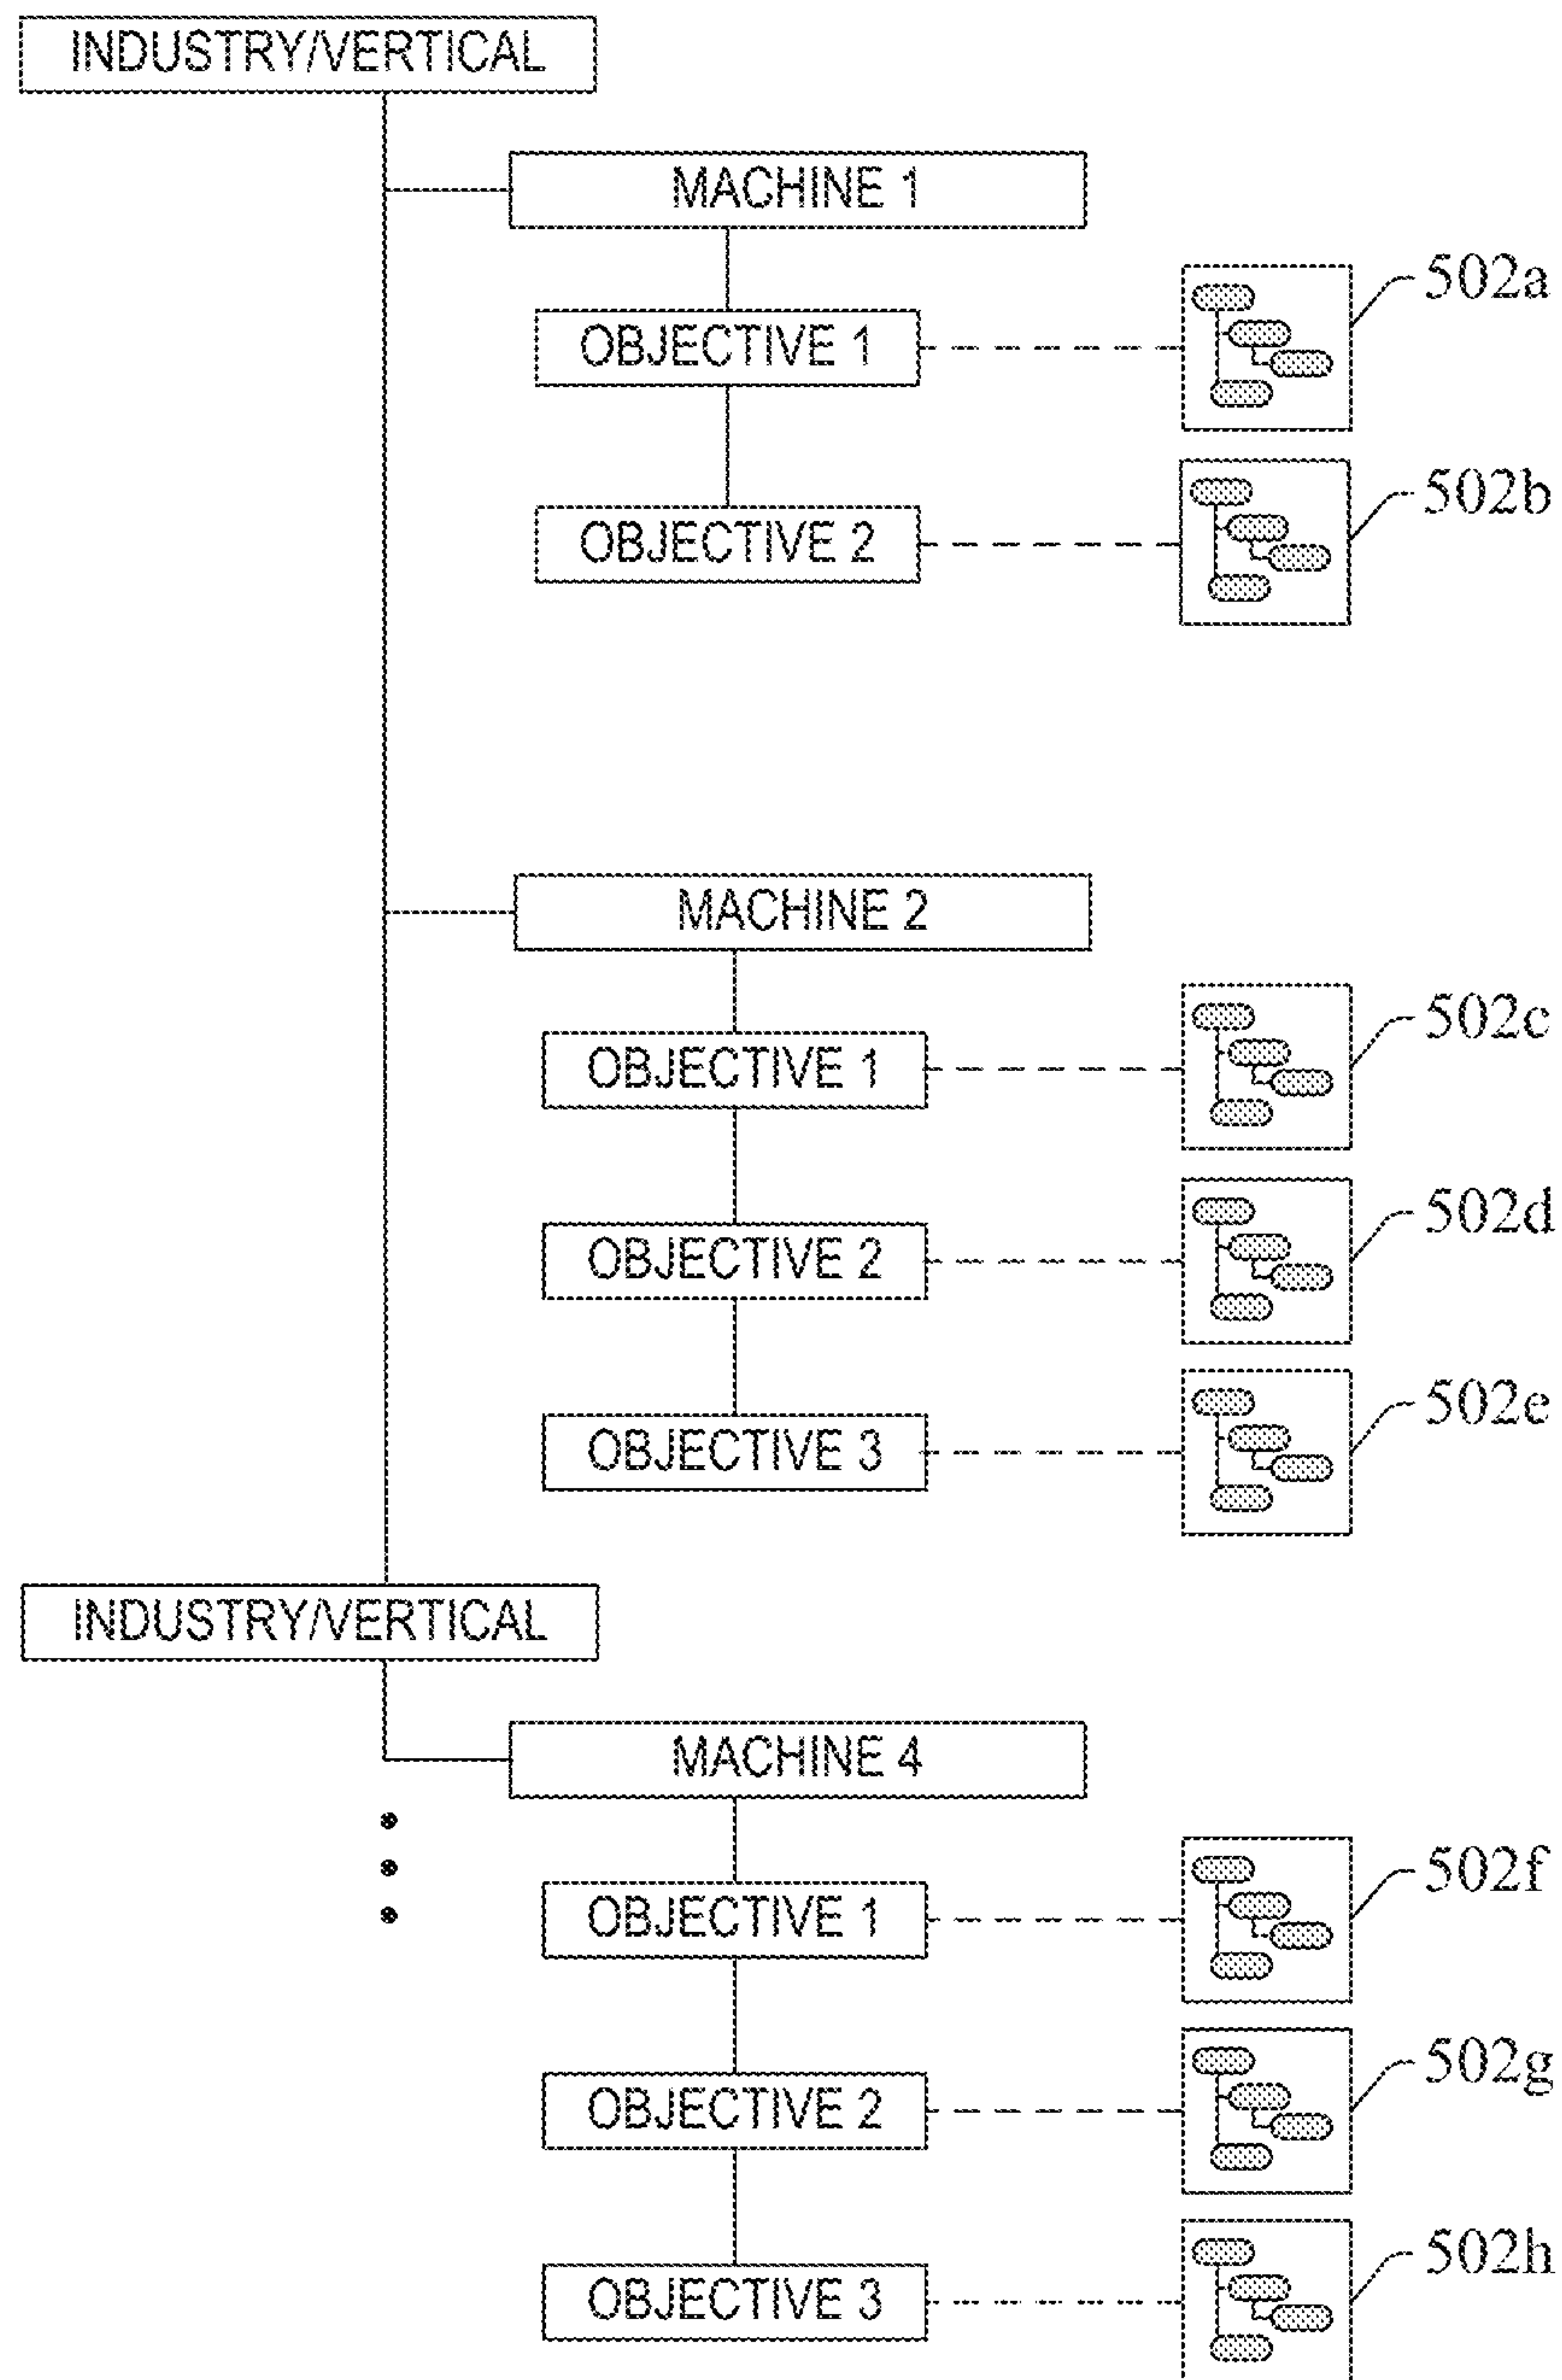 INDUSTRY/VERTICAL
MACHINE 1
OBJECTIVE 1
502a
OBJECTIVE 2
502b
MACHINE 2
OBJECTIVE 1
502c
OBJECTIVE 2
502d
OBJECTIVE 3
502e
INDUSTRY/VERTICAL
MACHINE 4
OBJECTIVE 1
502f
OBJECTIVE 2
502g
OBJECTIVE 3
502h